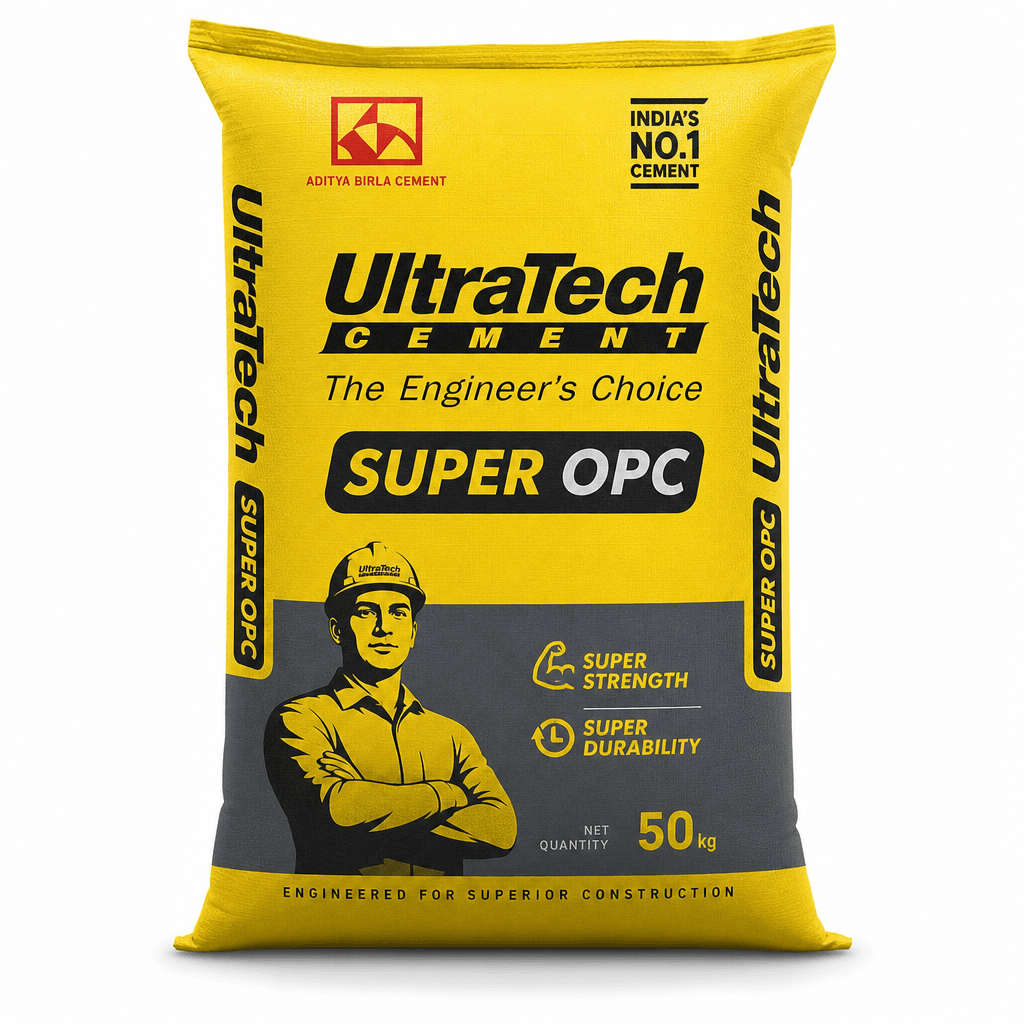 ADITYA BIRLA CEMENT
INDIA'S
NO.1
CEMENT
UltraTech
CEMENT
The Engineer's Choice
SUPER OPC
UltraTech SUPER OPC
UltraTech SUPER OPC
UltraTech
SUPER
STRENGTH
SUPER
DURABILITY
NET
QUANTITY
50 kg
ENGINEERED FOR SUPERIOR CONSTRUCTION